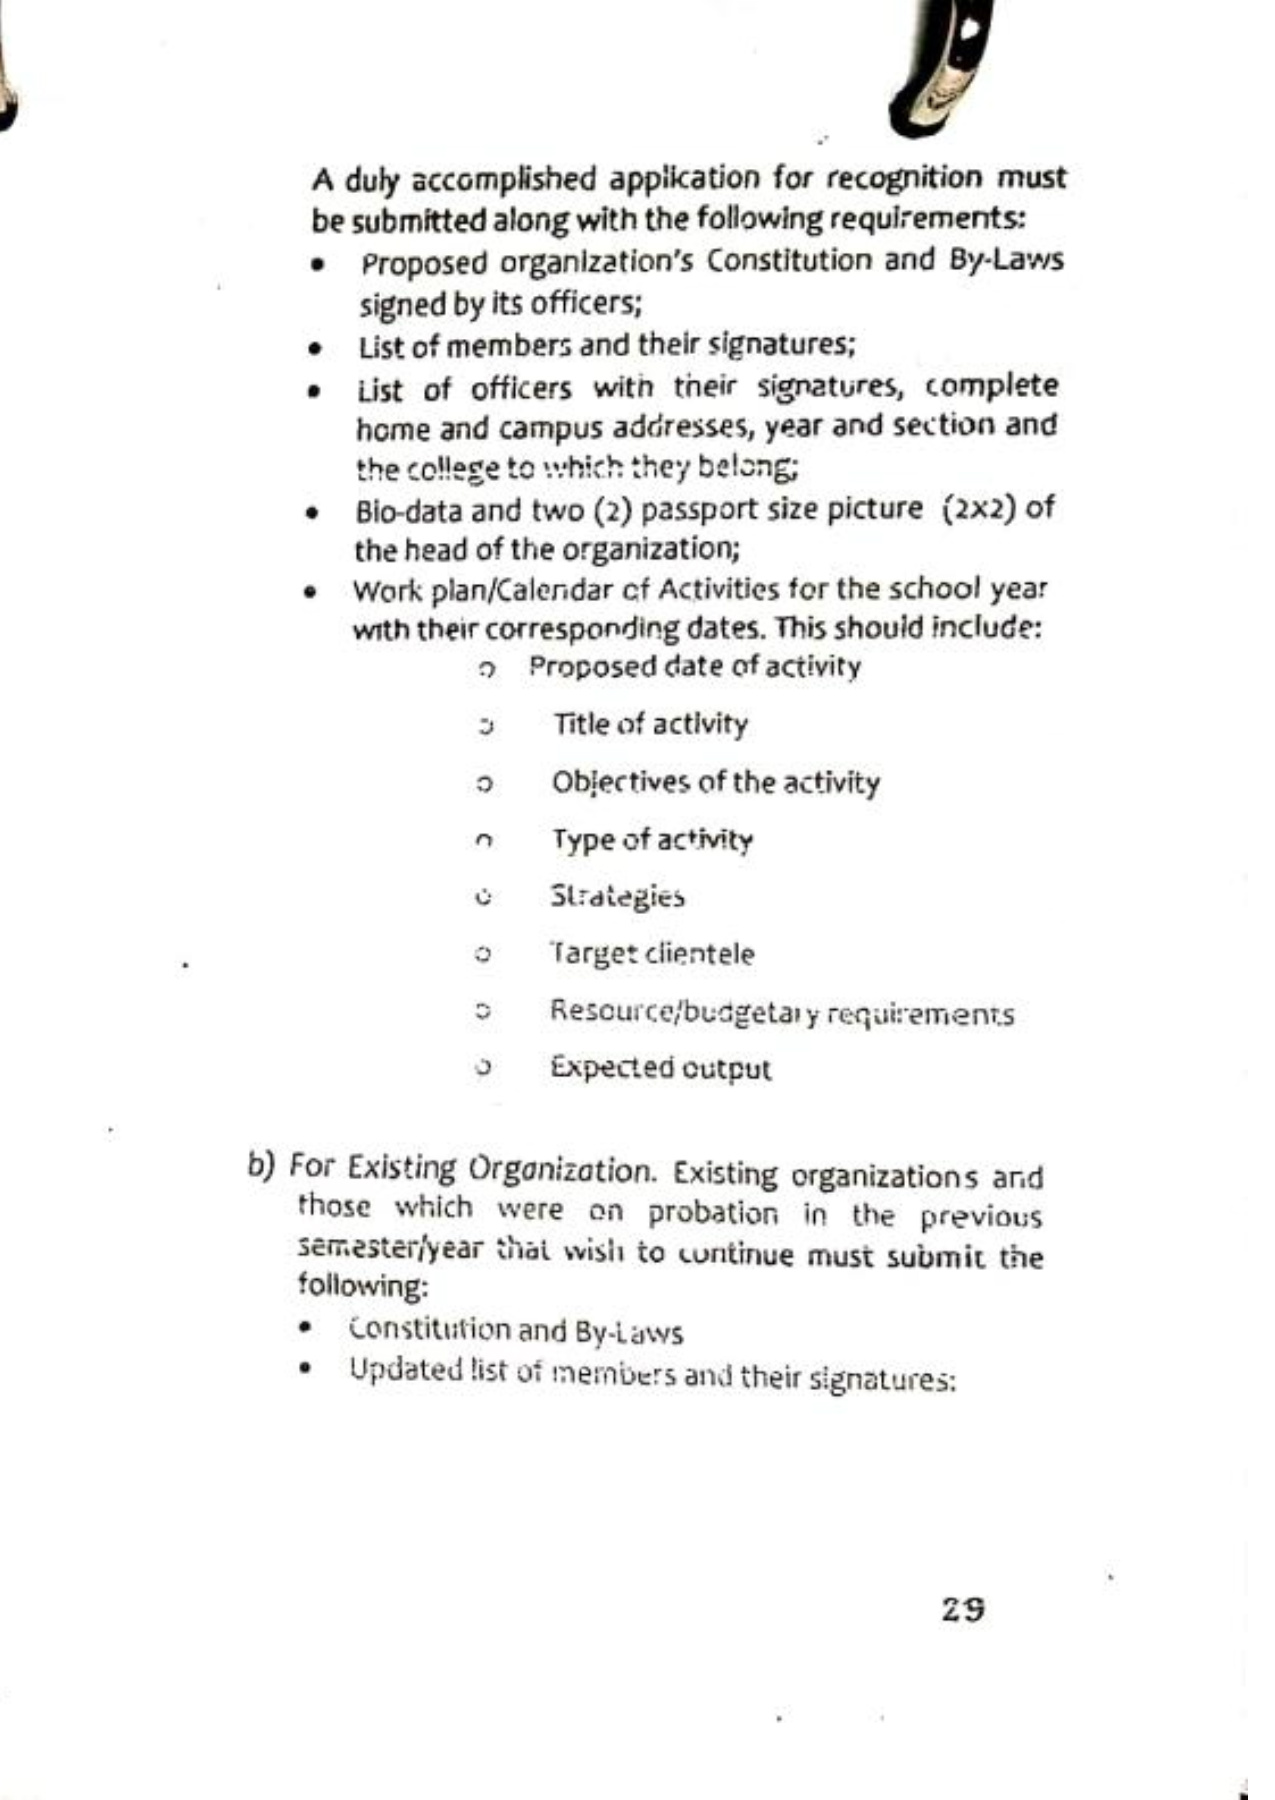 A duly accomplished application for recognition must
be submitted along with the following requirements:
• Proposed organization's Constitution and By-Laws
signed by its officers;
• List of members and their signatures;
• List of officers with their signatures, complete
home and campus addresses, year and section and
the college to which they belong;
• Bio-data and two (2) passport size picture (2x2) of
the head of the organization;
• Work plan/Calendar of Activities for the school year
with their corresponding dates. This should include:
o Proposed date of activity
o Title of activity
o Objectives of the activity
o Type of activity
o Strategies
o Target clientele
o Resource/budgetary requirements
o Expected output
b) For Existing Organization. Existing organizations and
those which were on probation in the previous
semester/year that wish to continue must submit the
following:
• Constitution and By-Laws
• Updated list of members and their signatures:
29